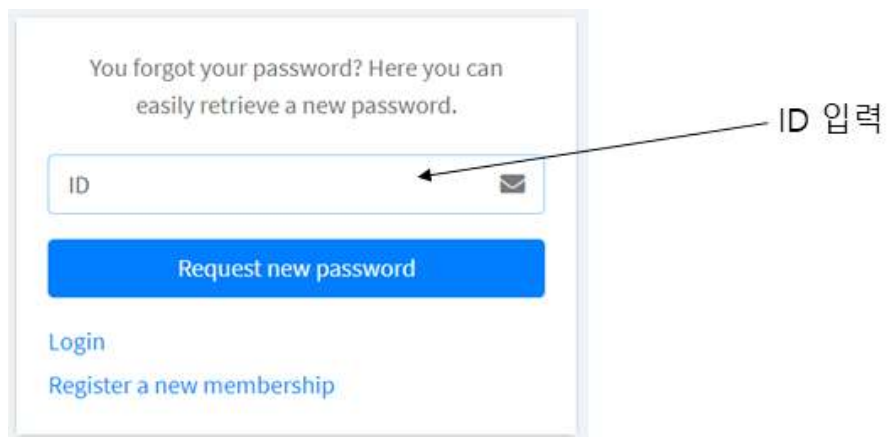 You forgot your password? Here you can
easily retrieve a new password.
ID 입력
ID
Request new password
Login
Register a new membership